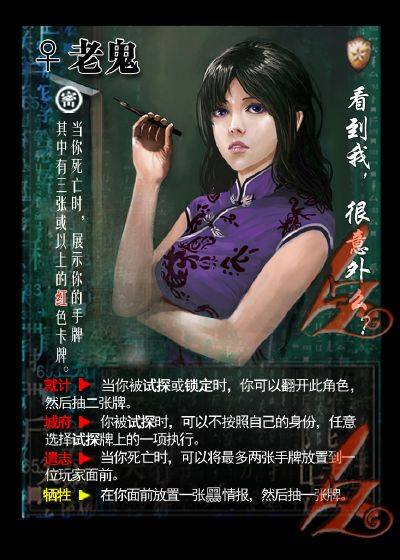 ♀老鬼
密
当你死亡时，展示你的手牌
其中有三张或以上的红色卡牌。
看到我，很意外么？
就计 ▶ 当你被试探或锁定时，你可以翻开此角色，
然后抽二张牌。
城府 ▶ 你被试探时，可以不按照自己的身份，任意
选择试探牌上的一项执行。
遗志 ▶ 当你死亡时，可以将最多两张手牌放置到一
位玩家面前。
牺牲 ▶ 在你面前放置一张黑情报，然后抽一张牌。